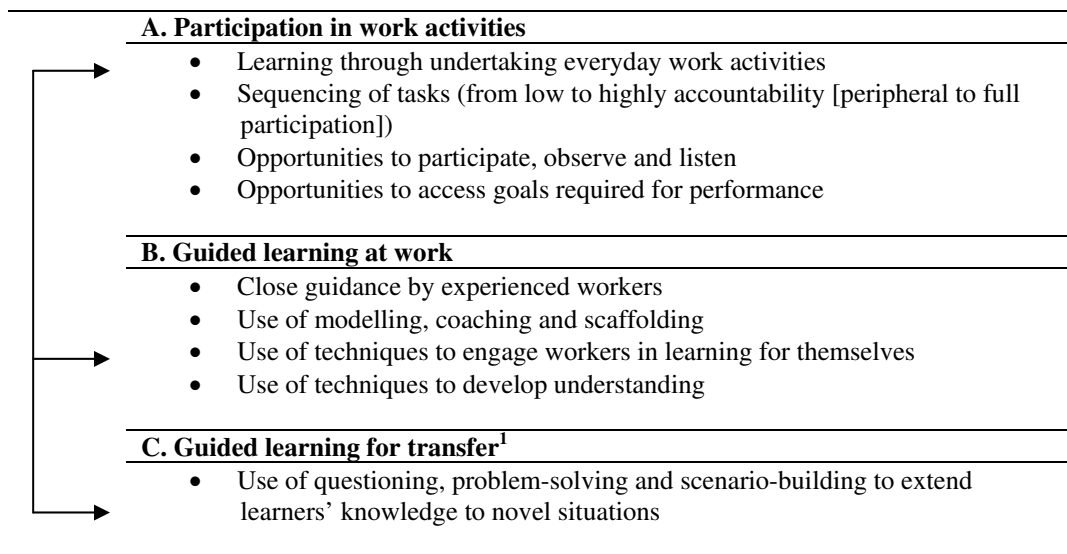 A. Participation in work activities
• Learning through undertaking everyday work activities
• Sequencing of tasks (from low to highly accountability [peripheral to full
participation])
• Opportunities to participate, observe and listen
• Opportunities to access goals required for performance
B. Guided learning at work
• Close guidance by experienced workers
• Use of modelling, coaching and scaffolding
• Use of techniques to engage workers in learning for themselves
• Use of techniques to develop understanding
C. Guided learning for transfer¹
• Use of questioning, problem-solving and scenario-building to extend
learners’ knowledge to novel situations